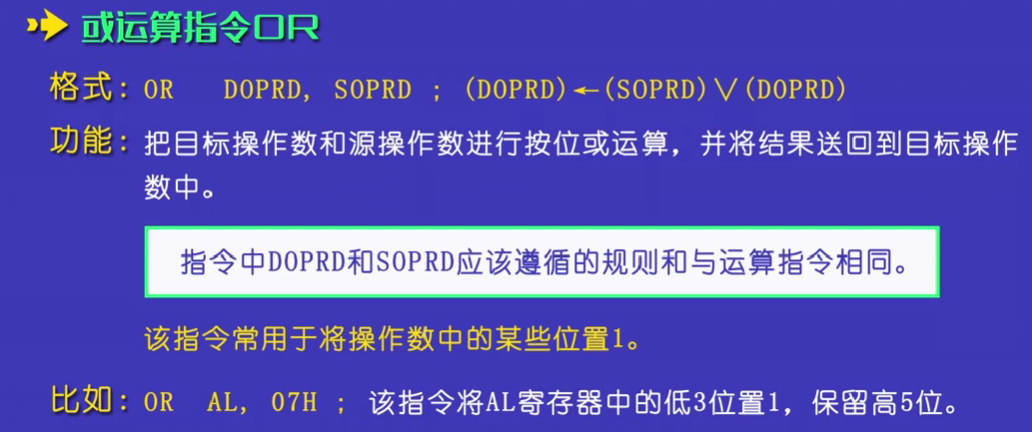 或运算指令OR
格式：OR DOPRD, SOPRD ; (DOPRD)←(SOPRD)∨(DOPRD)
功能：把目标操作数和源操作数进行按位或运算，并将结果送回到目标操作
数中。
指令中DOPRD和SOPRD应该遵循的规则和与运算指令相同。
该指令常用于将操作数中的某些位置1。
比如：OR AL, 07H ; 该指令将AL寄存器中的低3位置1，保留高5位。